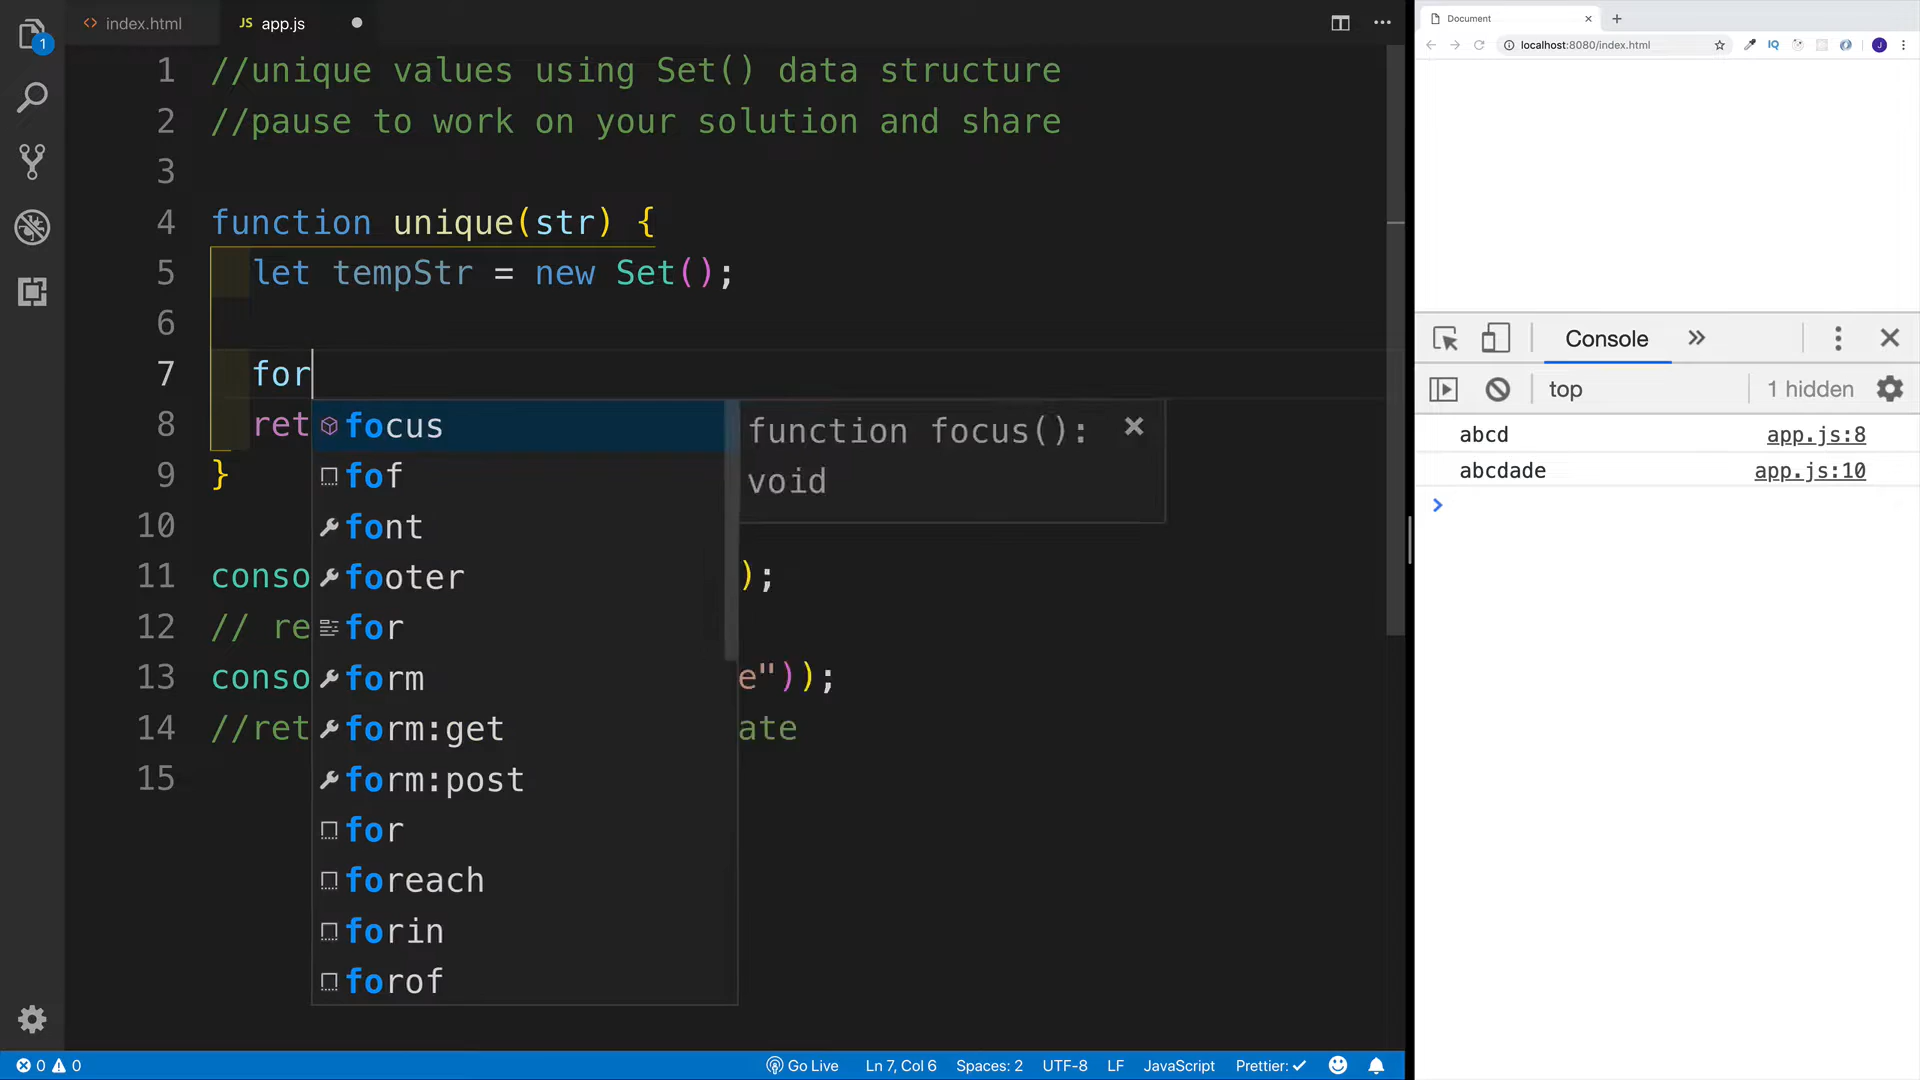 index.html
JS app.js
1 //unique values using Set() data structure
2 //pause to work on your solution and share
3
4 function unique(str) {
5 let tempStr = new Set();
6
7 for
8 ret
9 }
10
11 conso );
12 // re
13 conso e"));
14 //ret ate
15
focus
fof
font
footer
for
form
form:get
form:post
for
foreach
forin
forof
function focus():
void
1
0 0
Go Live
Ln 7, Col 6
Spaces: 2
UTF-8
LF
JavaScript
Prettier:
Document
localhost:8080/index.html
IQ
J
Console
top
1 hidden
abcd app.js:8
abcdade app.js:10